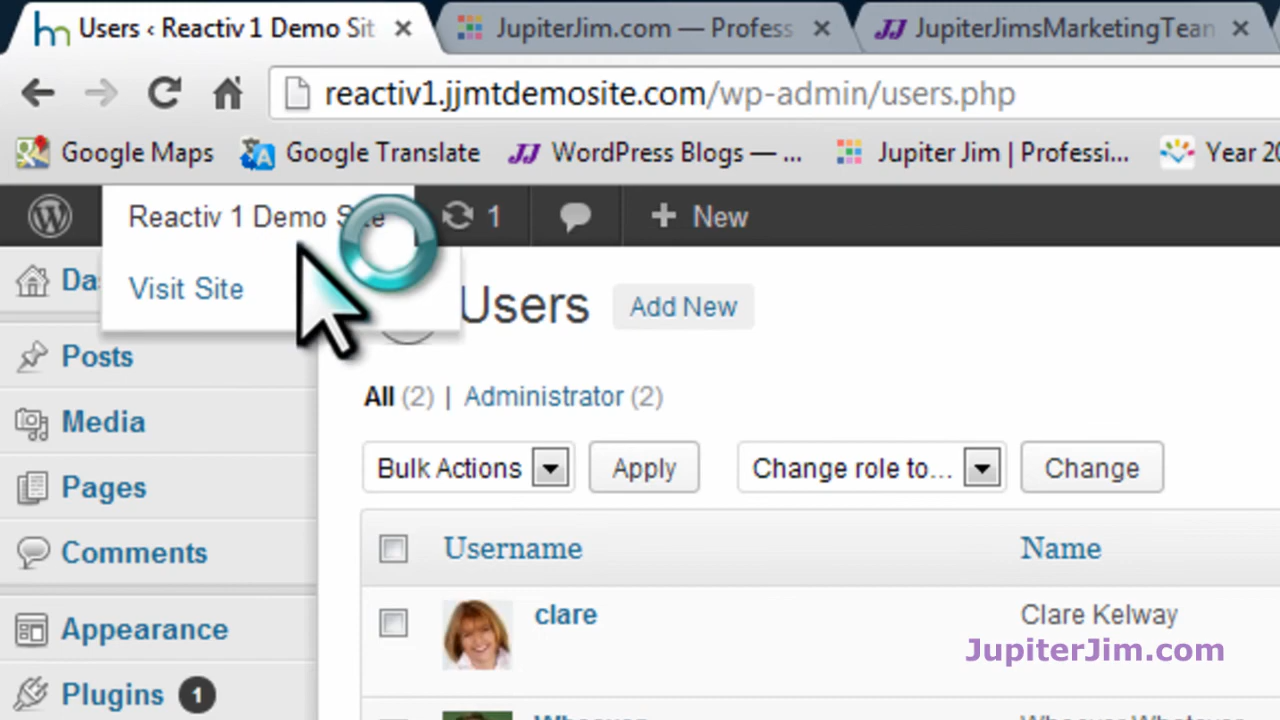 Users ‹ Reactiv 1 Demo Sit
JupiterJim.com — Profess
JupiterJimsMarketingTean
reactiv1.jjmtdemosite.com/wp-admin/users.php
Google Maps
Google Translate
JJ WordPress Blogs — ...
Jupiter Jim | Professi...
Year 20
Reactiv 1 Demo Site
1
+ New
Da
Visit Site
Users
Add New
Posts
All (2) | Administrator (2)
Media
Bulk Actions
Apply
Change role to...
Change
Pages
Username
Name
Comments
clare
Clare Kelway
Appearance
JupiterJim.com
Plugins 1